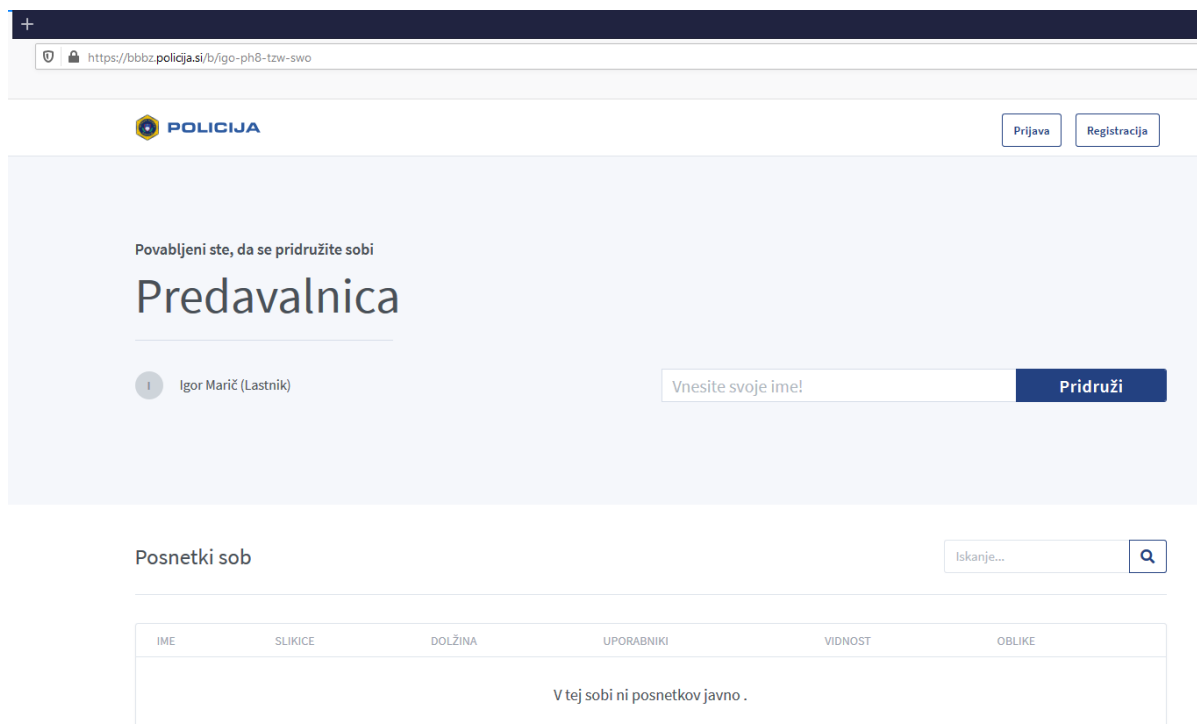 https://bbbz.policija.si/b/igo-ph8-tzw-swo
POLICIJA
Prijava Registracija
Povabljeni ste, da se pridružite sobi
Predavalnica
I Igor Marič (Lastnik)
Vnesite svoje ime! Pridruži
Posnetki sob
Iskanje...
IME SLIKICE DOLŽINA UPORABNIKI VIDNOST OBLIKE
V tej sobi ni posnetkov javno .